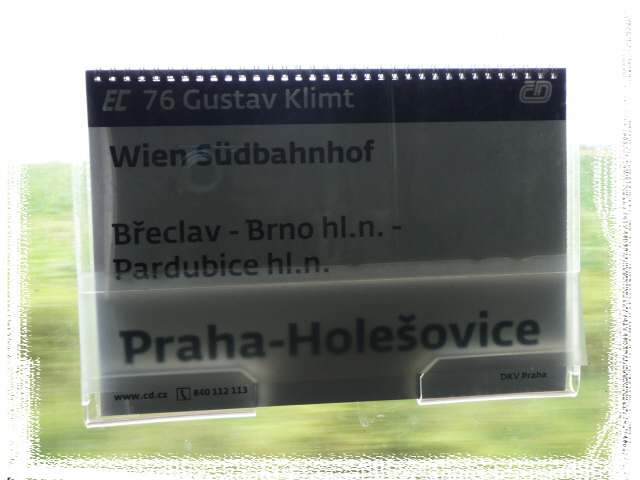 EC 76 Gustav Klimt ČD
Wien Südbahnhof
Břeclav - Brno hl.n. -
Pardubice hl.n.
Praha-Holešovice
www.cd.cz 840 112 113
DKV Praha